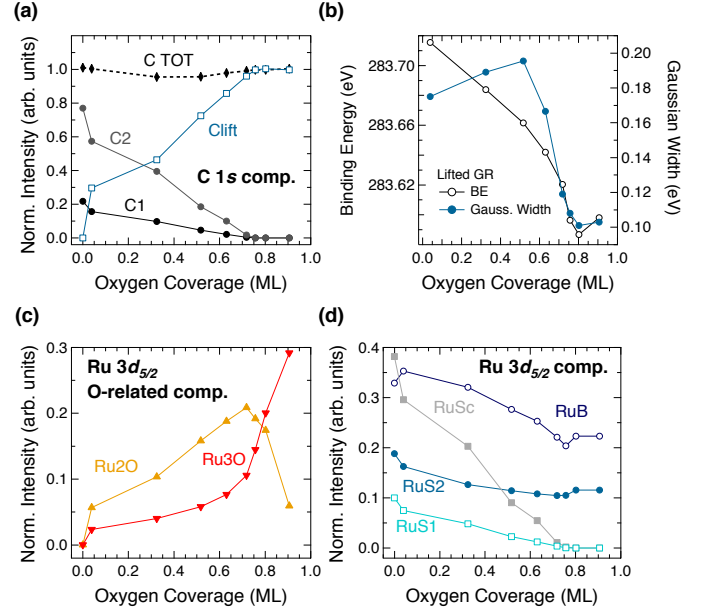 (a)
Norm. Intensity (arb. units)
1.0
0.8
0.6
0.4
0.2
0.0
C TOT
C2
Clift
C 1s comp.
C1
0.0 0.2 0.4 0.6 0.8 1.0
Oxygen Coverage (ML)
(b)
Binding Energy (eV)
283.70
283.66
283.62
Lifted GR
BE
Gauss. Width
0.20
0.18
0.16
0.14
0.12
0.10
Gaussian Width (eV)
0.0 0.2 0.4 0.6 0.8 1.0
Oxygen Coverage (ML)
(c)
Norm. Intensity (arb. units)
0.3
0.2
0.1
0.0
Ru 3d5/2
O-related comp.
Ru2O
Ru3O
0.0 0.2 0.4 0.6 0.8 1.0
Oxygen Coverage (ML)
(d)
Norm. Intensity (arb. units)
0.4
0.3
0.2
0.1
0.0
Ru 3d5/2 comp.
RuSc
RuB
RuS2
RuS1
0.0 0.2 0.4 0.6 0.8 1.0
Oxygen Coverage (ML)